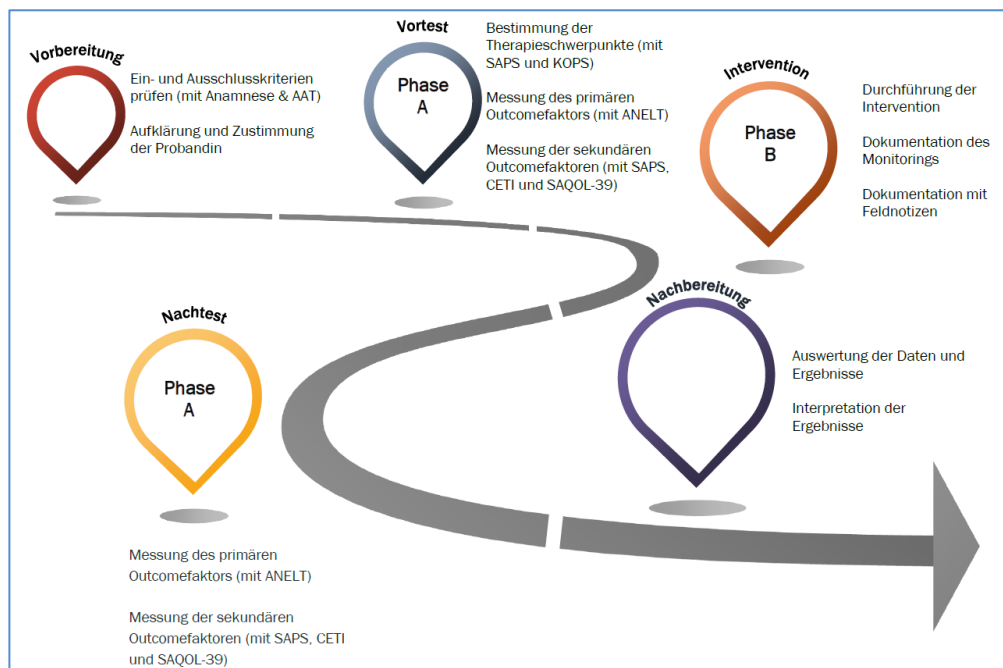 Vorbereitung
Ein- und Ausschlusskriterien
prüfen (mit Anamnese & AAT)
Aufklärung und Zustimmung
der Probandin
Vortest
Phase
A
Bestimmung der
Therapieschwerpunkte (mit
SAPS und KOPS)
Messung des primären
Outcomefaktors (mit ANELT)
Messung der sekundären
Outcomefaktoren (mit SAPS,
CETI und SAQOL-39)
Intervention
Phase
B
Durchführung der
Intervention
Dokumentation des
Monitorings
Dokumentation mit
Feldnotizen
Nachtest
Phase
A
Messung des primären
Outcomefaktors (mit ANELT)
Messung der sekundären
Outcomefaktoren (mit SAPS, CETI
und SAQOL-39)
Nachbereitung
Auswertung der Daten und
Ergebnisse
Interpretation der
Ergebnisse